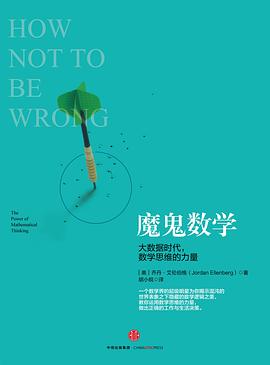 HOW
NOT TO
BE
WRONG
The
Power of
Mathematical
Thinking
魔鬼数学
大数据时代，
数学思维的力量
［美］乔丹·艾伦伯格（Jordan Ellenberg）◎著
胡小锐◎译
一个数学界的超级明星为你揭示混沌的
世界表象之下隐藏的数学逻辑之美，
教你运用数学思维的力量，
做出正确的工作与生活决策。
中信出版集团·CHINACITICPRESS